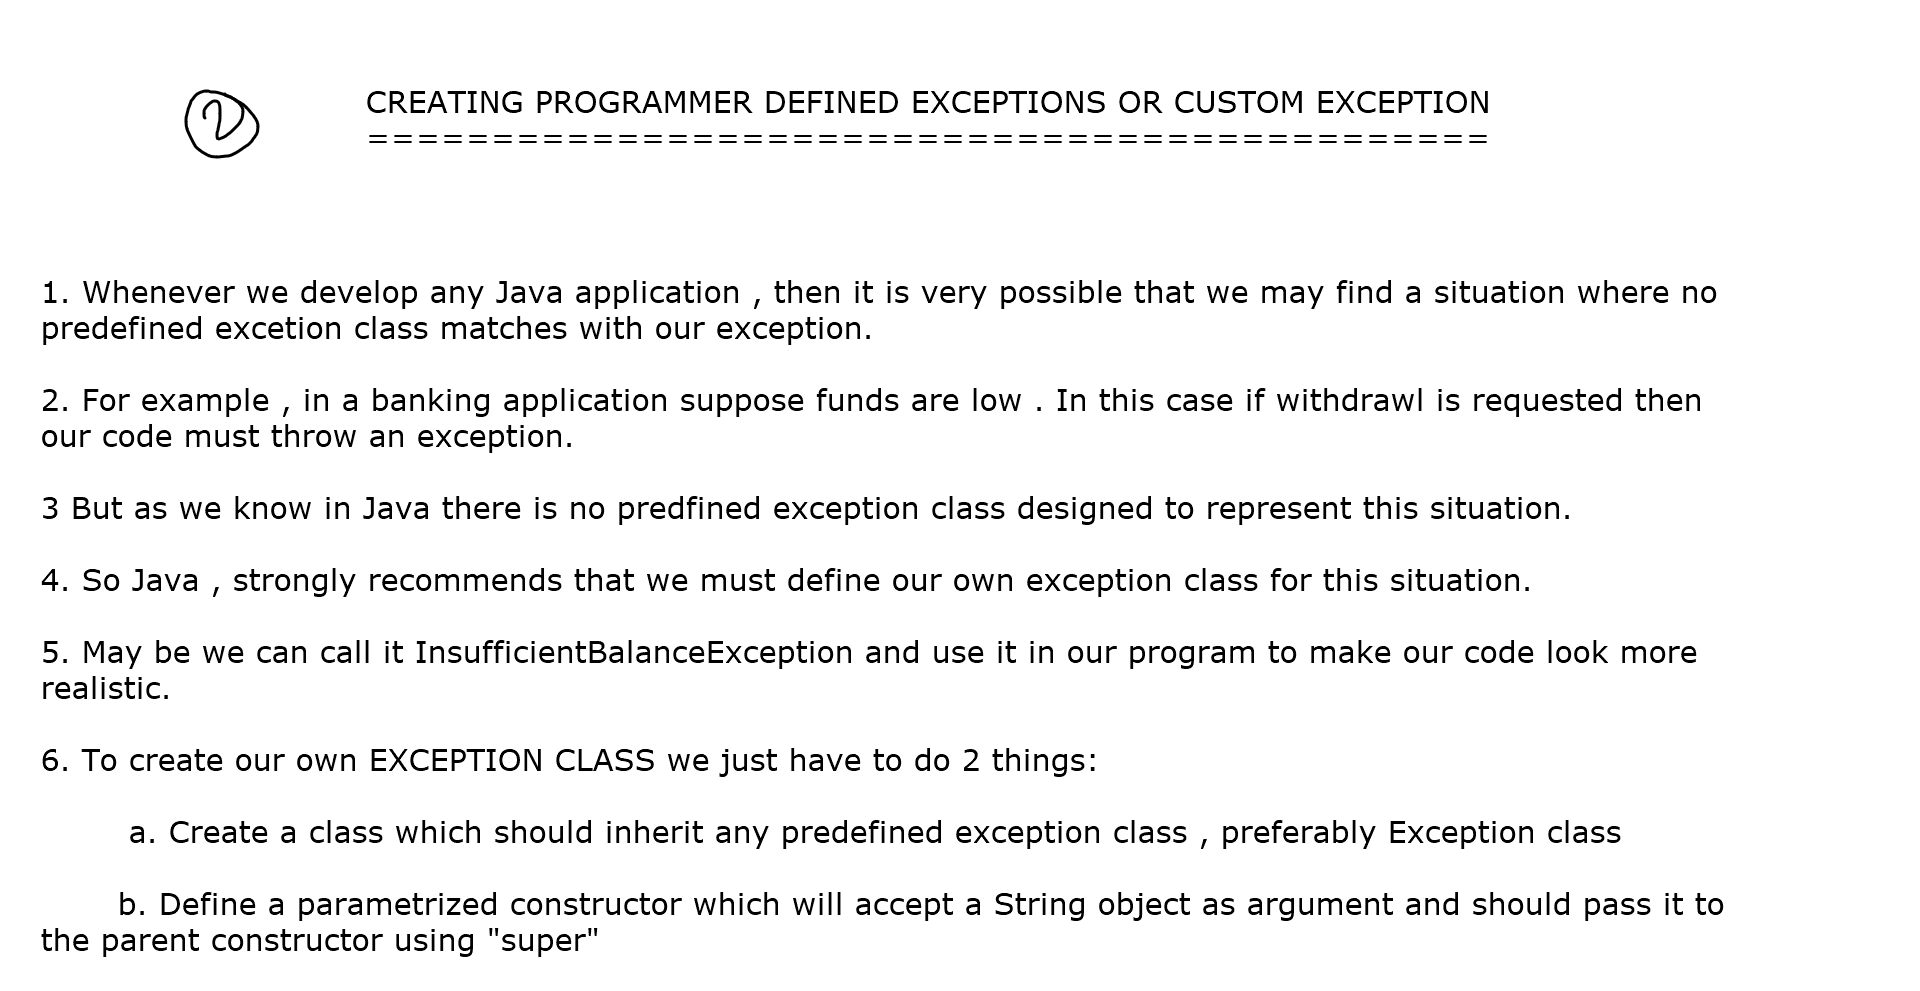 2
CREATING PROGRAMMER DEFINED EXCEPTIONS OR CUSTOM EXCEPTION
=============================================
1. Whenever we develop any Java application , then it is very possible that we may find a situation where no
predefined excetion class matches with our exception.
2. For example , in a banking application suppose funds are low . In this case if withdrawl is requested then
our code must throw an exception.
3 But as we know in Java there is no predfined exception class designed to represent this situation.
4. So Java , strongly recommends that we must define our own exception class for this situation.
5. May be we can call it InsufficientBalanceException and use it in our program to make our code look more
realistic.
6. To create our own EXCEPTION CLASS we just have to do 2 things:
a. Create a class which should inherit any predefined exception class , preferably Exception class
b. Define a parametrized constructor which will accept a String object as argument and should pass it to
the parent constructor using "super"